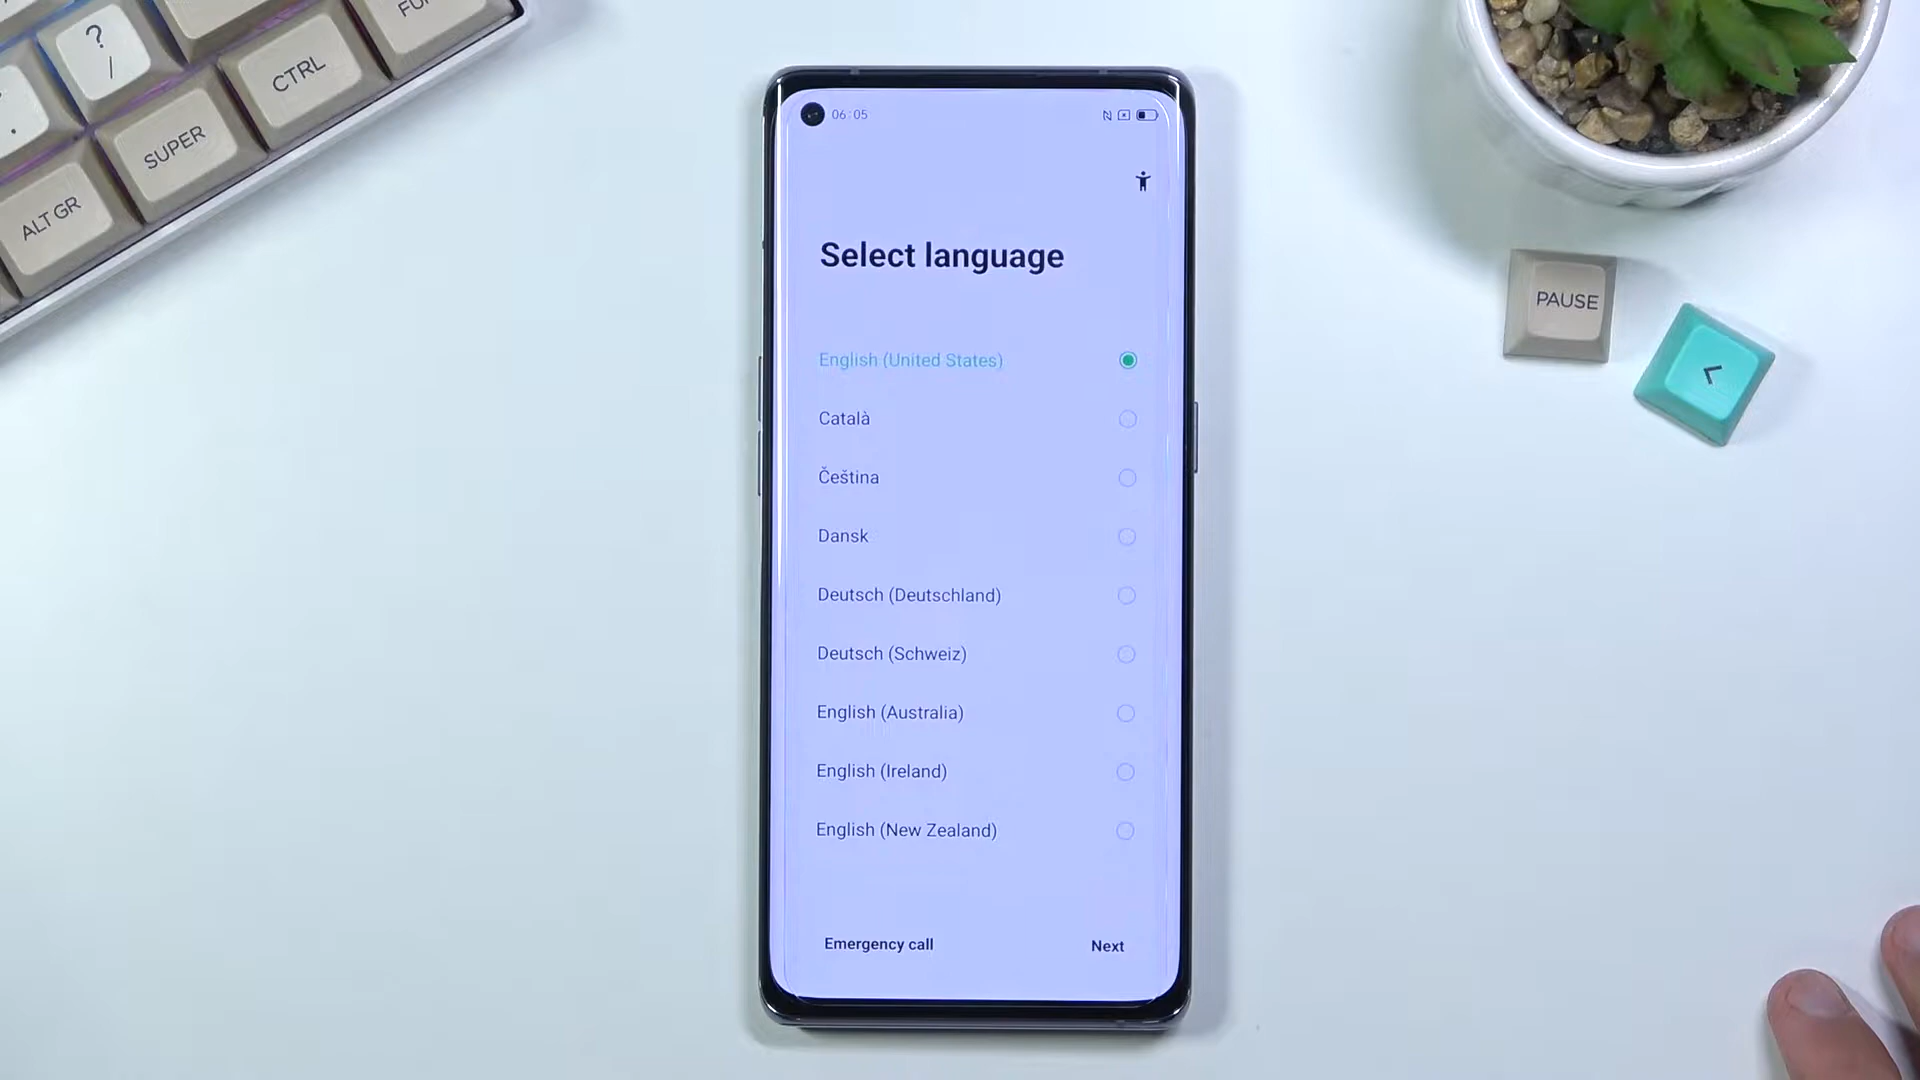 ?
/
CTRL
SUPER
ALT GR
PAUSE
<
06:05
Select language
English (United States)
Català
Čeština
Dansk
Deutsch (Deutschland)
Deutsch (Schweiz)
English (Australia)
English (Ireland)
English (New Zealand)
Emergency call
Next